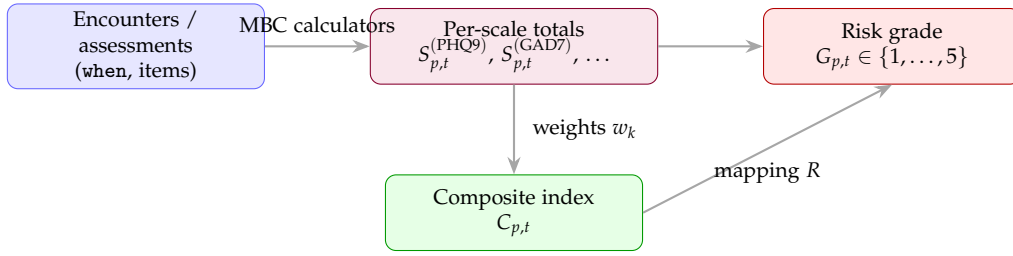 Encounters /
assessments
(when, items)
MBC calculators
Per-scale totals
S_{p,t}^{(PHQ9)}, S_{p,t}^{(GAD7)}, …
Risk grade
G_{p,t} ∈ {1, …, 5}
weights w_k
mapping R
Composite index
C_{p,t}